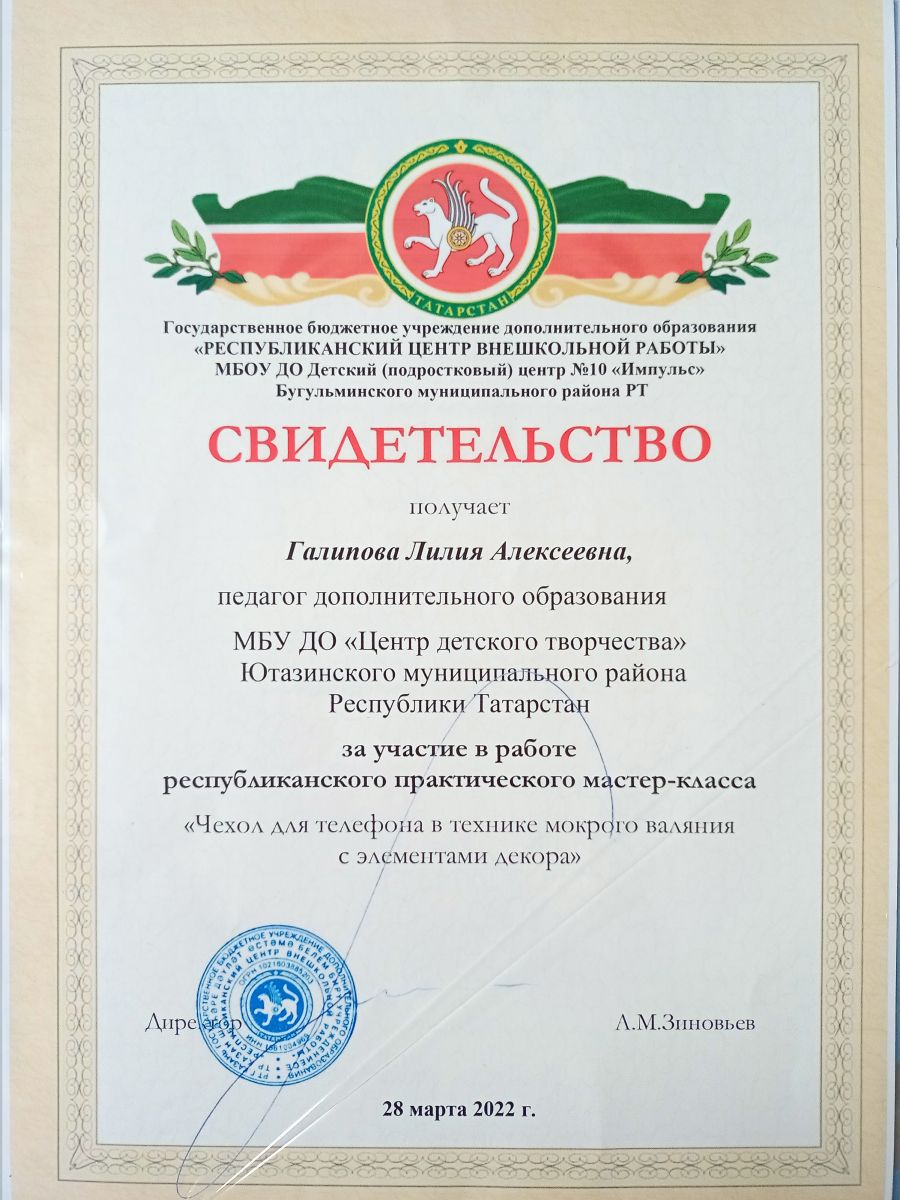 ТАТАРСТАН
Государственное бюджетное учреждение дополнительного образования
«РЕСПУБЛИКАНСКИЙ ЦЕНТР ВНЕШКОЛЬНОЙ РАБОТЫ»
МБОУ ДО Детский (подростковый) центр №10 «Импульс»
Бугульминского муниципального района РТ
СВИДЕТЕЛЬСТВО
получает
Галипова Лилия Алексеевна,
педагог дополнительного образования
МБУ ДО «Центр детского творчества»
Ютазинского муниципального района
Республики Татарстан
за участие в работе
республиканского практического мастер-класса
«Чехол для телефона в технике мокрого валяния
с элементами декора»
Директор
Л.М.Зиновьев
28 марта 2022 г.